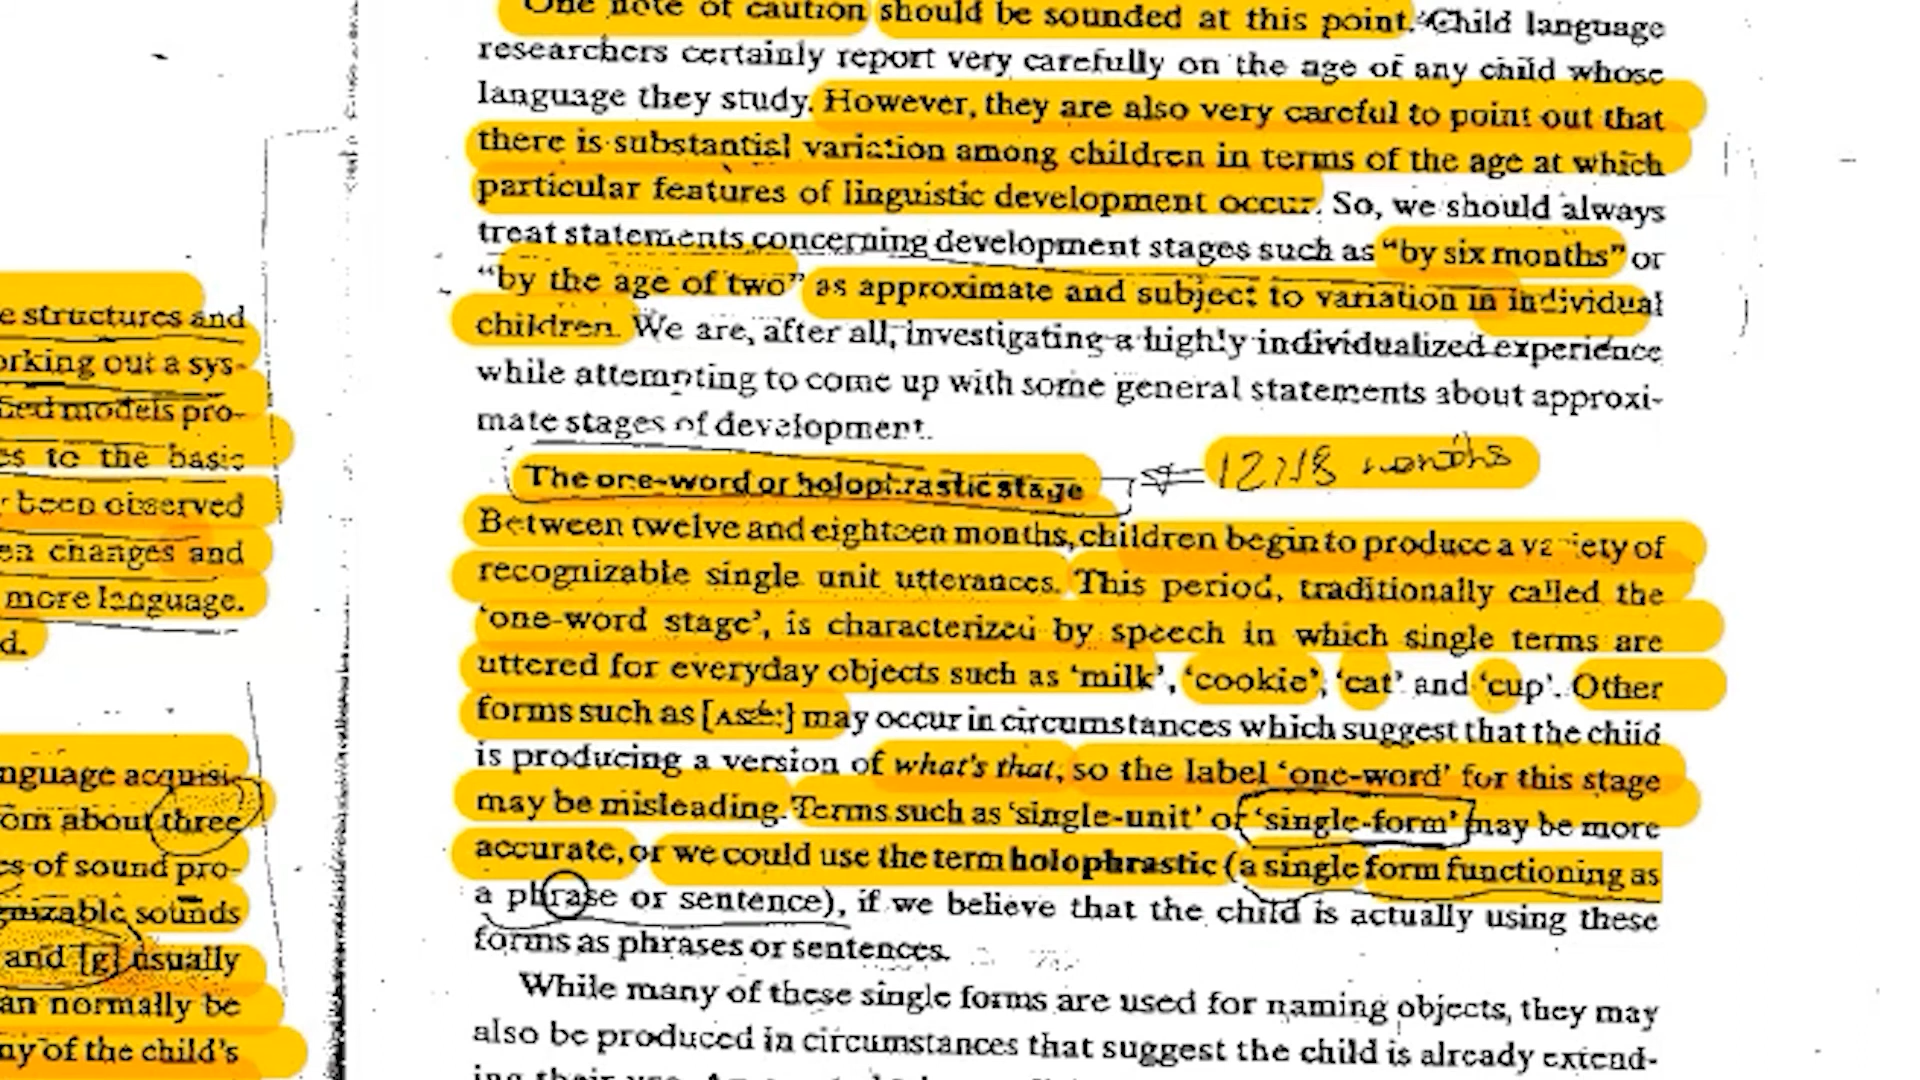 e structures and
orking out a sys-
models pro-
es to the basic
been observed
en changes and
more language.
d.
nguage acquisi-
om about three
es of sound pro-
gnizable sounds
and [g] usually
an normally be
ny of the child's
One note of caution should be sounded at this point. Child language
researchers certainly report very carefully on the age of any child whose
language they study. However, they are also very careful to point out that
there is substantial variation among children in terms of the age at which
particular features of linguistic development occur. So, we should always
treat statements concerning development stages such as “by six months” or
“by the age of two” as approximate and subject to variation in individual
children. We are, after all, investigating a highly individualized experience
while attempting to come up with some general statements about approxi-
mate stages of development.
The one-word or holophrastic stage
12-18 months
Between twelve and eighteen months, children begin to produce a variety of
recognizable single unit utterances. This period, traditionally called the
‘one-word stage’, is characterized by speech in which single terms are
uttered for everyday objects such as ‘milk’, ‘cookie’, ‘cat’ and ‘cup’. Other
forms such as may occur in circumstances which suggest that the child
is producing a version of what's that, so the label ‘one-word’ for this stage
may be misleading. Terms such as ‘single-unit’ or ‘single-form’ may be more
accurate, or we could use the term holophrastic (a single form functioning as
a phrase or sentence), if we believe that the child is actually using these
forms as phrases or sentences.
While many of these single forms are used for naming objects, they may
also be produced in circumstances that suggest the child is already extend-